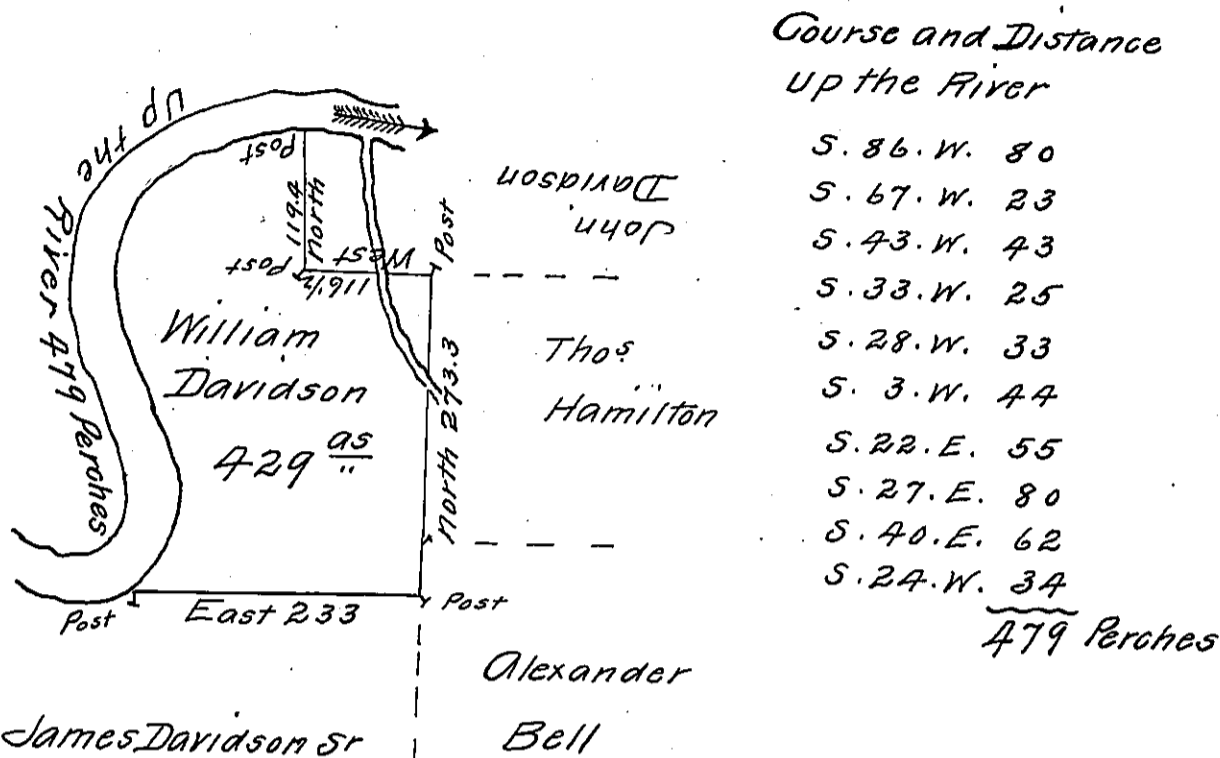 Course and Distance
up the River
S. 86. W. 80
S. 67. W. 23
S. 43. W. 43
S. 33. W. 25
S. 28. W. 33
S. 3. W. 44
S. 22. E. 55
S. 27. E. 80
S. 40. E. 62
S. 24. W. 34
479 Perches
Up the
River 479 Perches
Post
119.4
North
Post
West
116½
Post
John
Davidson
William
Davidson
429 as
North 273.3
Thos
Hamilton
Post
East 233
Post
Alexander
Bell
James Davidson Sr